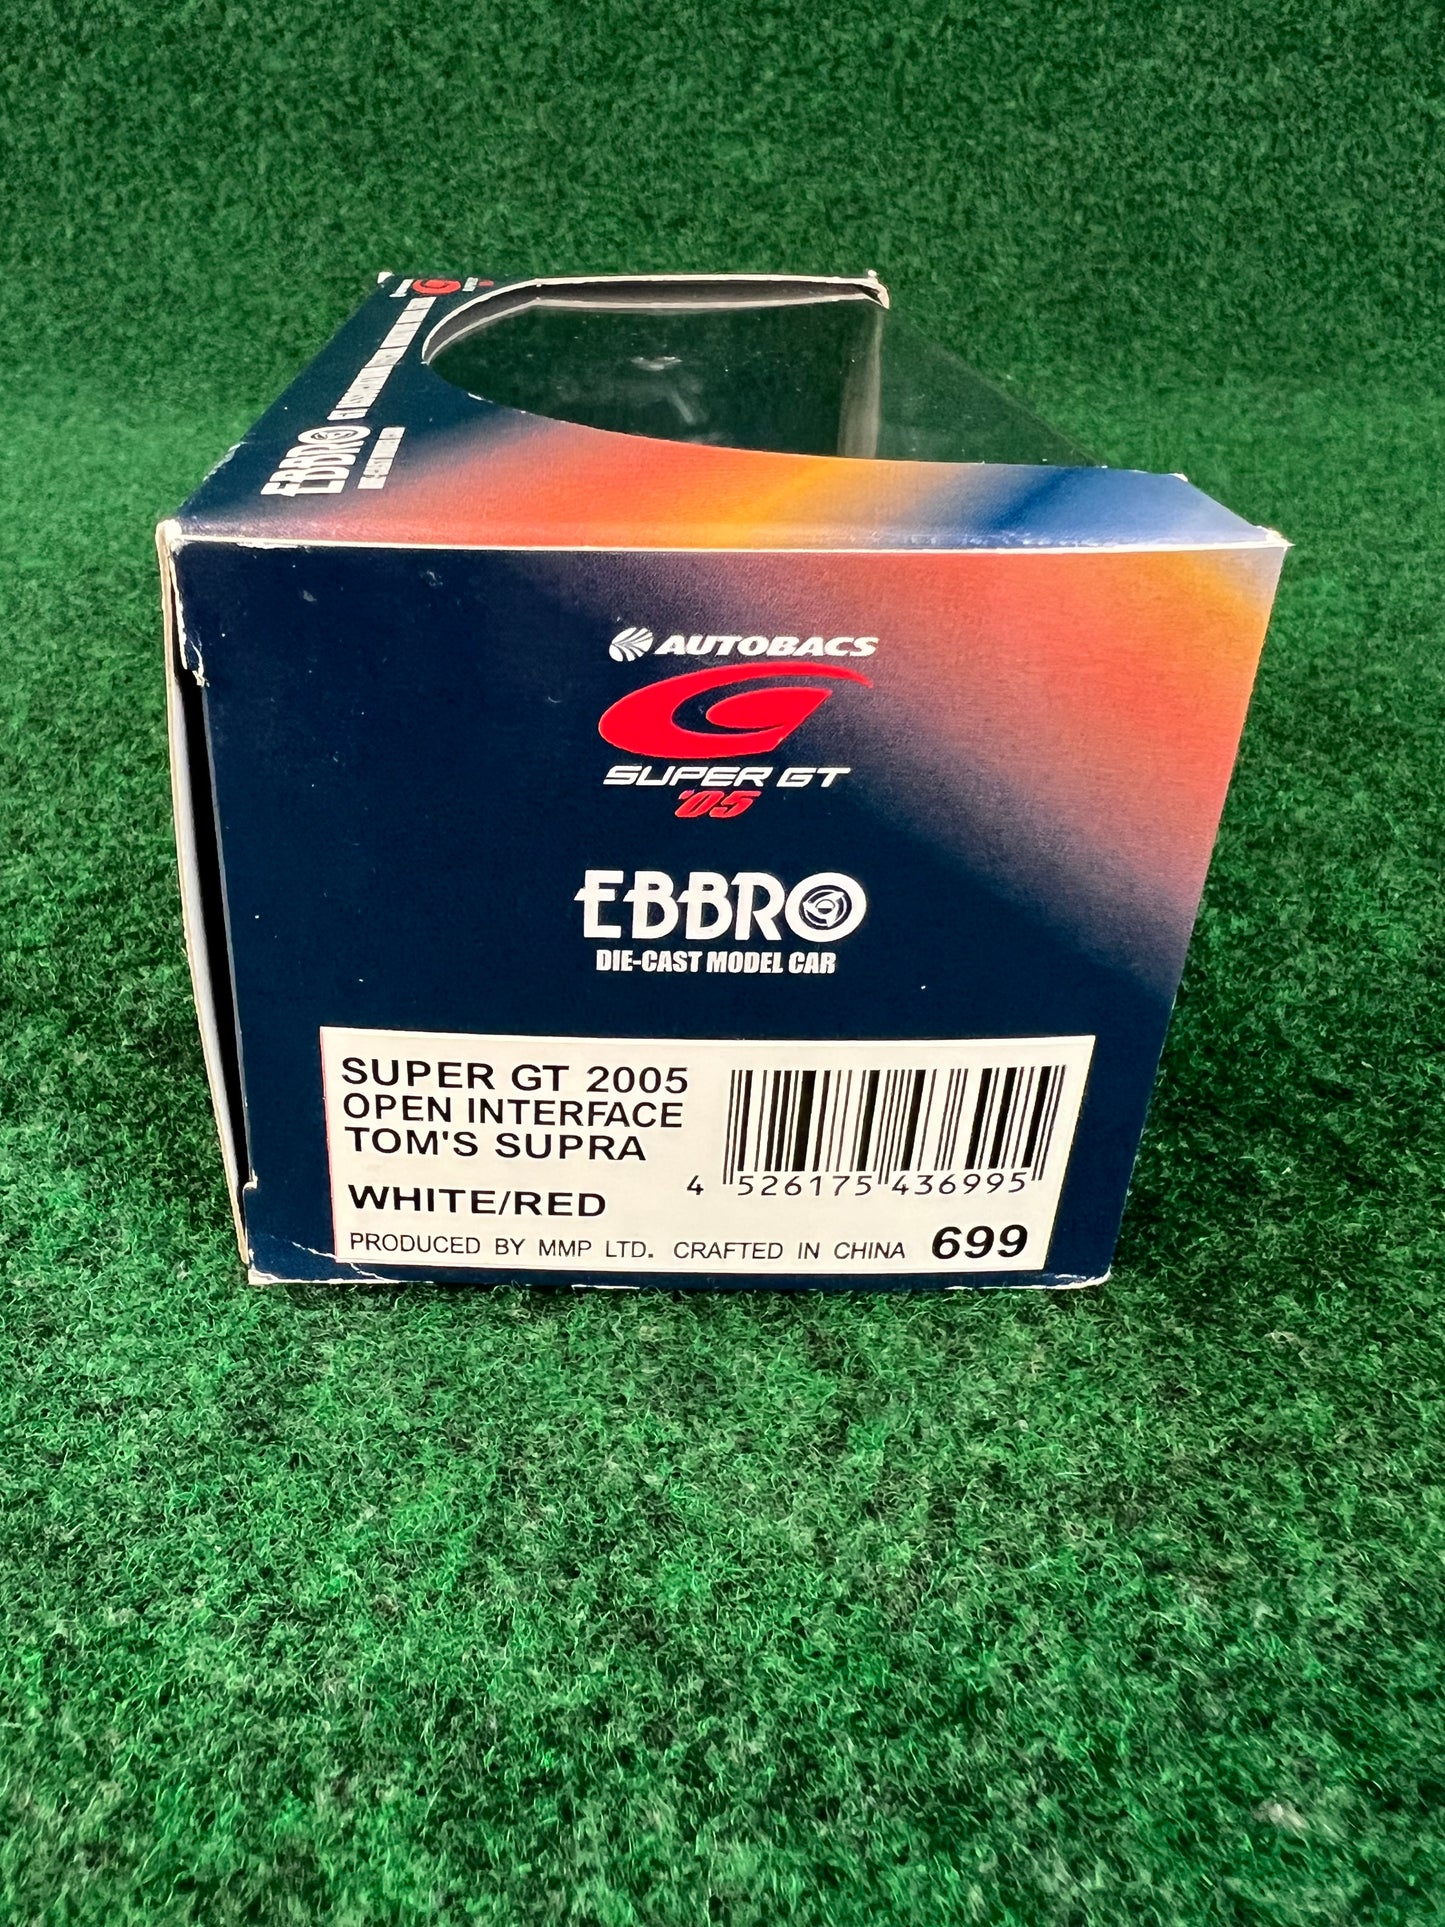 EBBRO
AUTOBACS
SUPER GT
'05
EBBRO
DIE-CAST MODEL CAR
SUPER GT 2005
OPEN INTERFACE
TOM'S SUPRA
WHITE/RED
4 526175 436995
PRODUCED BY MMP LTD. CRAFTED IN CHINA 699